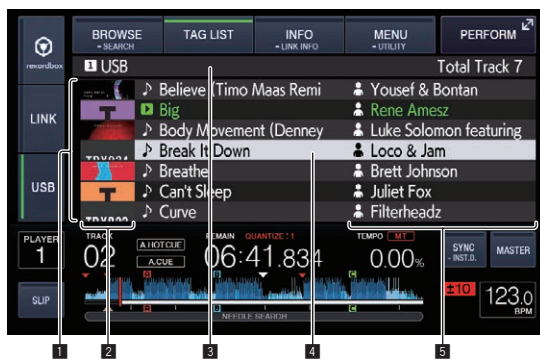 BROWSE
- SEARCH
TAG LIST
INFO
- LINK INFO
MENU
- UTILITY
PERFORM
rekordbox
1 USB
Total Track 7
LINK
USB
Believe (Timo Maas Remi
Yousef & Bontan
Big
Rene Amesz
Body Movement (Denney
Luke Solomon featuring
Break It Down
Loco & Jam
Breathe
Brett Johnson
Can't Sleep
Juliet Fox
Curve
Filterheadz
PLAYER
1
TRACK
02
A.HOT CUE
A.CUE
REMAIN
QUANTIZE : 1
06:41.834
TEMPO
MT
0.00%
SYNC
- INST.D.
MASTER
SLIP
A
B
C
±10
123.0
BPM
NEEDLE SEARCH
1 2 3 4 5